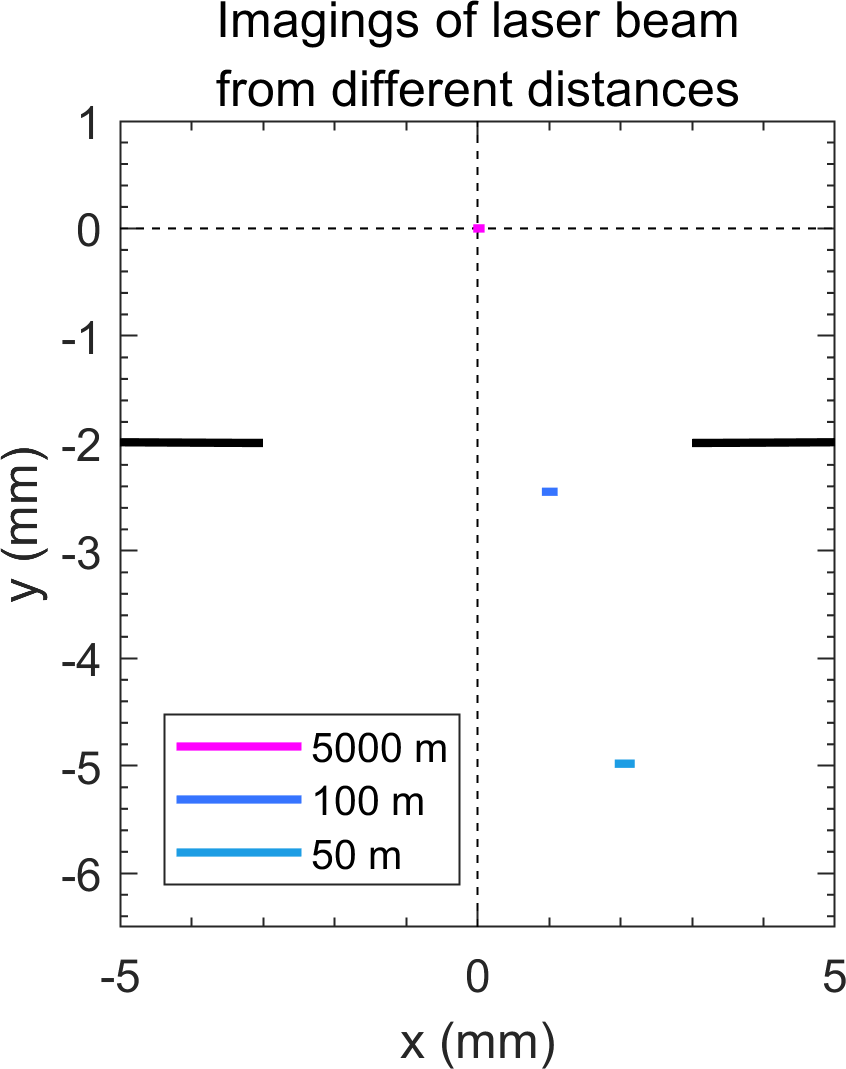 Imagings of laser beam
from different distances
1
0
-1
-2
-3
-4
-5
-6
y (mm)
5000 m
100 m
50 m
-5 0 5
x (mm)